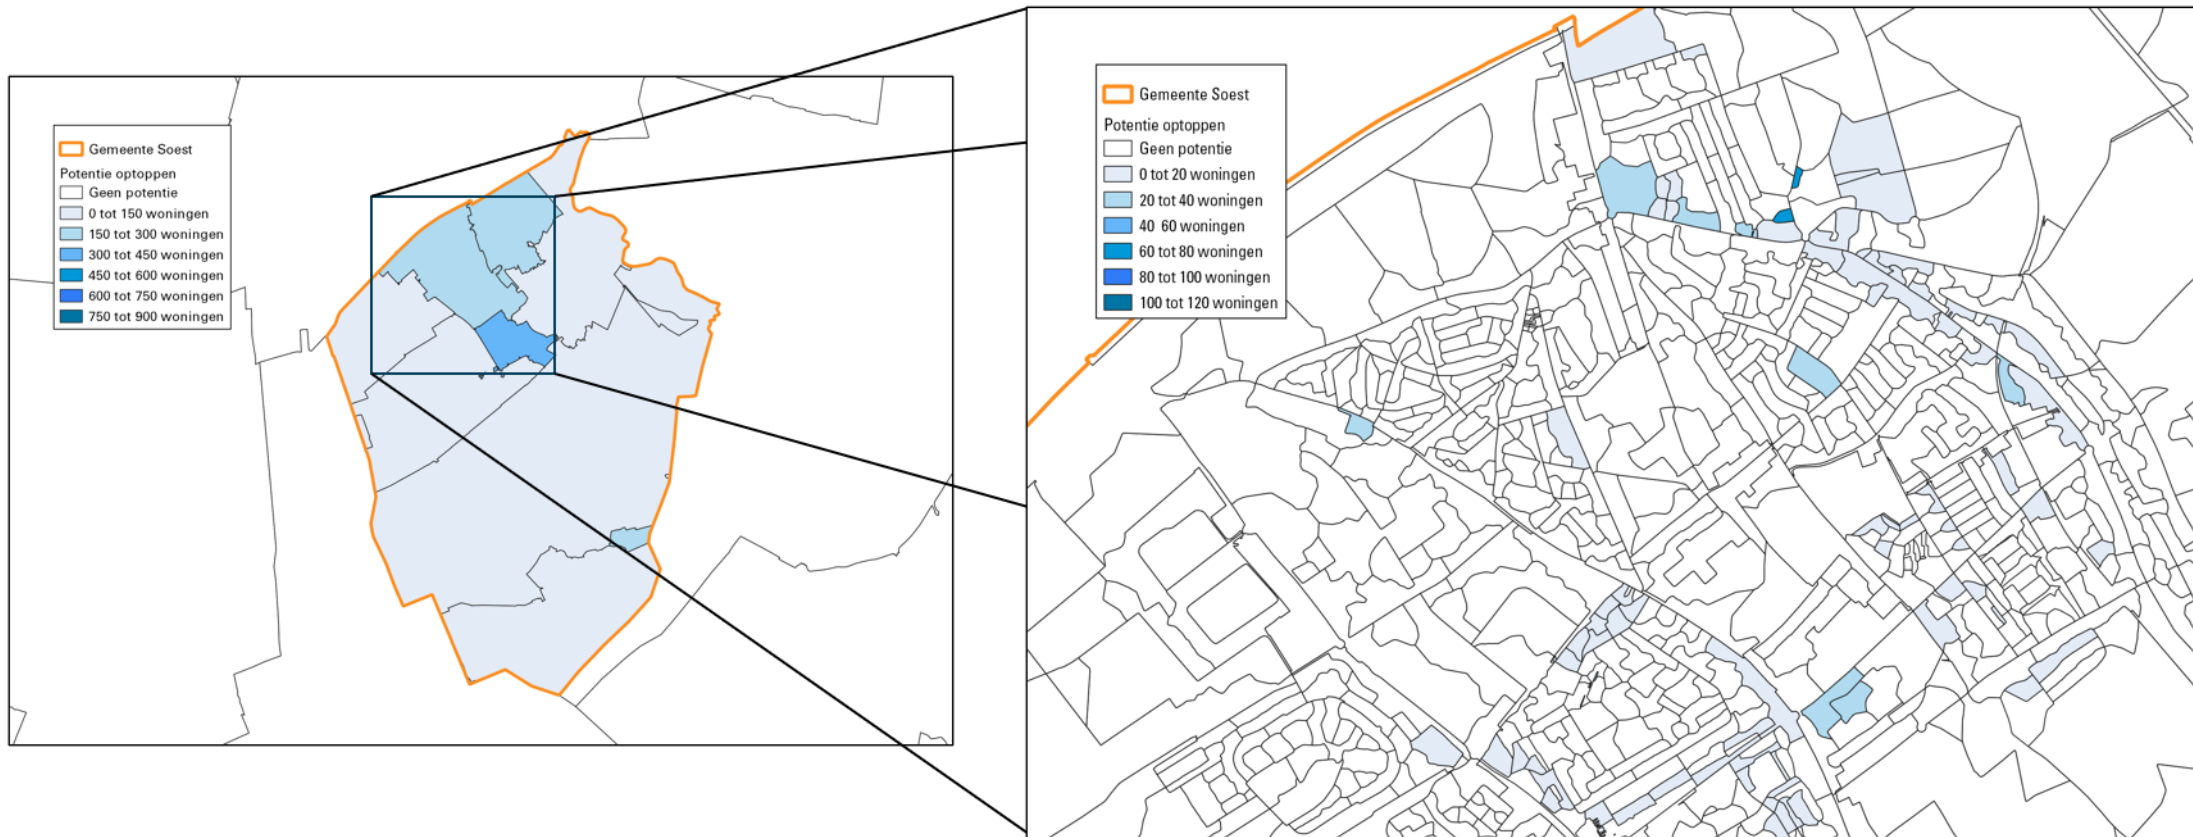 Gemeente Soest
Potentie optoppen
Geen potentie
0 tot 150 woningen
150 tot 300 woningen
300 tot 450 woningen
450 tot 600 woningen
600 tot 750 woningen
750 tot 900 woningen
Gemeente Soest
Potentie optoppen
Geen potentie
0 tot 20 woningen
20 tot 40 woningen
40 60 woningen
60 tot 80 woningen
80 tot 100 woningen
100 tot 120 woningen